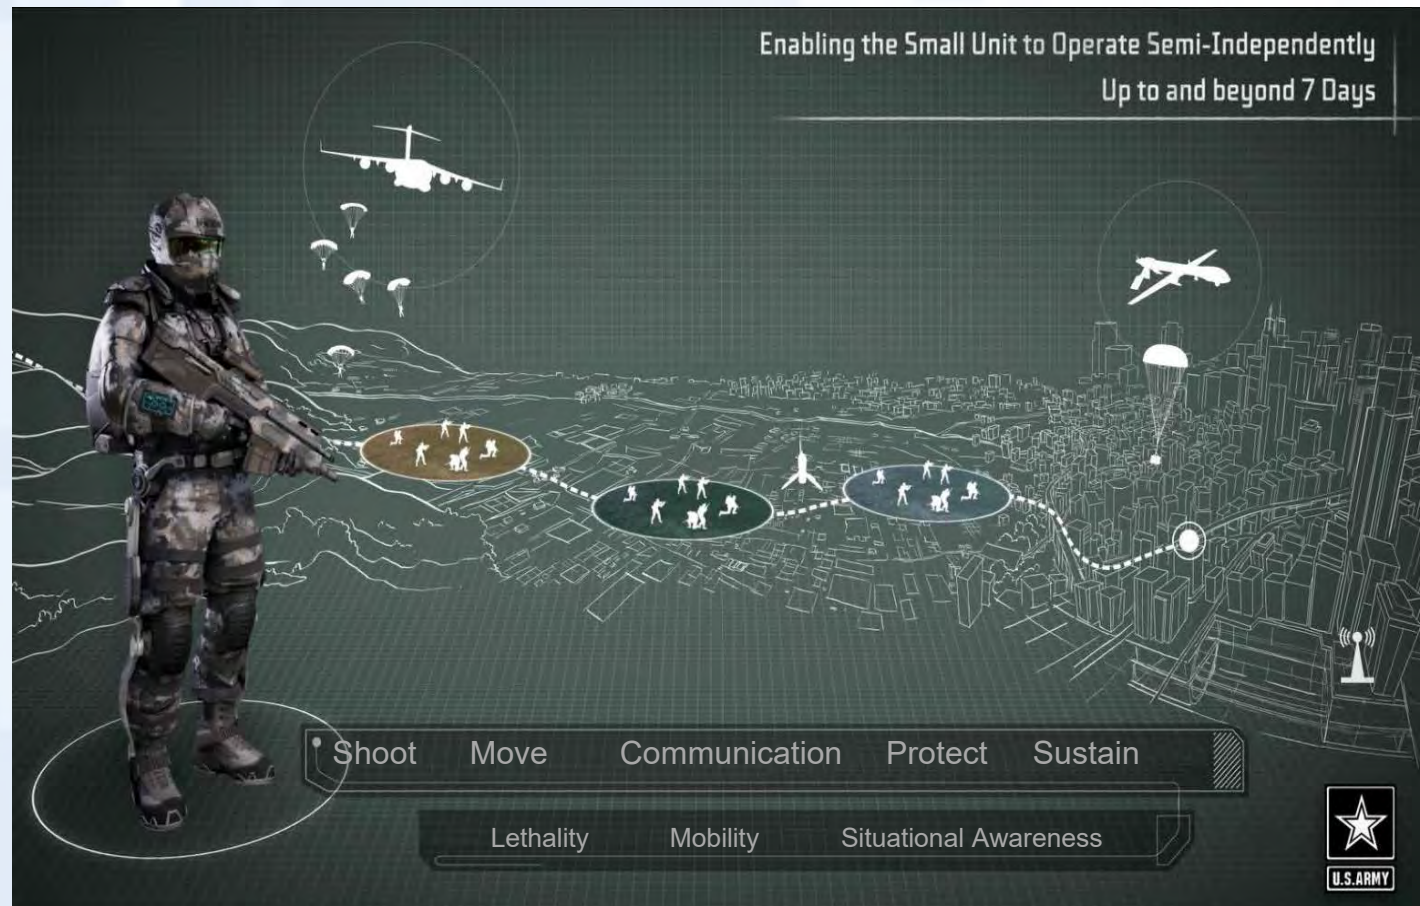 Enabling the Small Unit to Operate Semi-Independently
Up to and beyond 7 Days
Shoot Move Communication Protect Sustain
Lethality Mobility Situational Awareness
U.S.ARMY